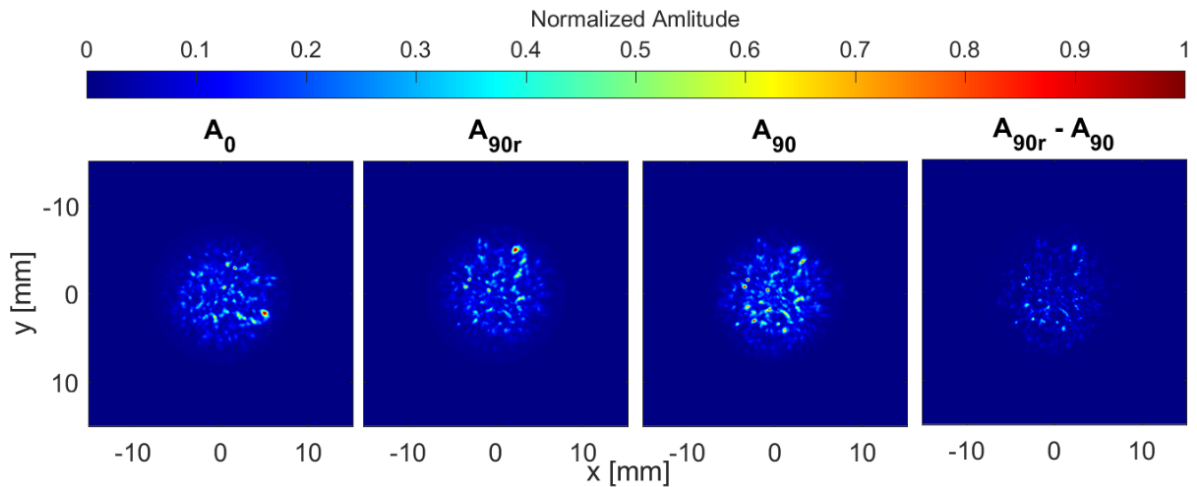 Normalized Amlitude
0 0.1 0.2 0.3 0.4 0.5 0.6 0.7 0.8 0.9 1
A0 A90r A90 A90r - A90
-10
0
10
y [mm]
-10 0 10 -10 0 10 -10 0 10 -10 0 10
x [mm]